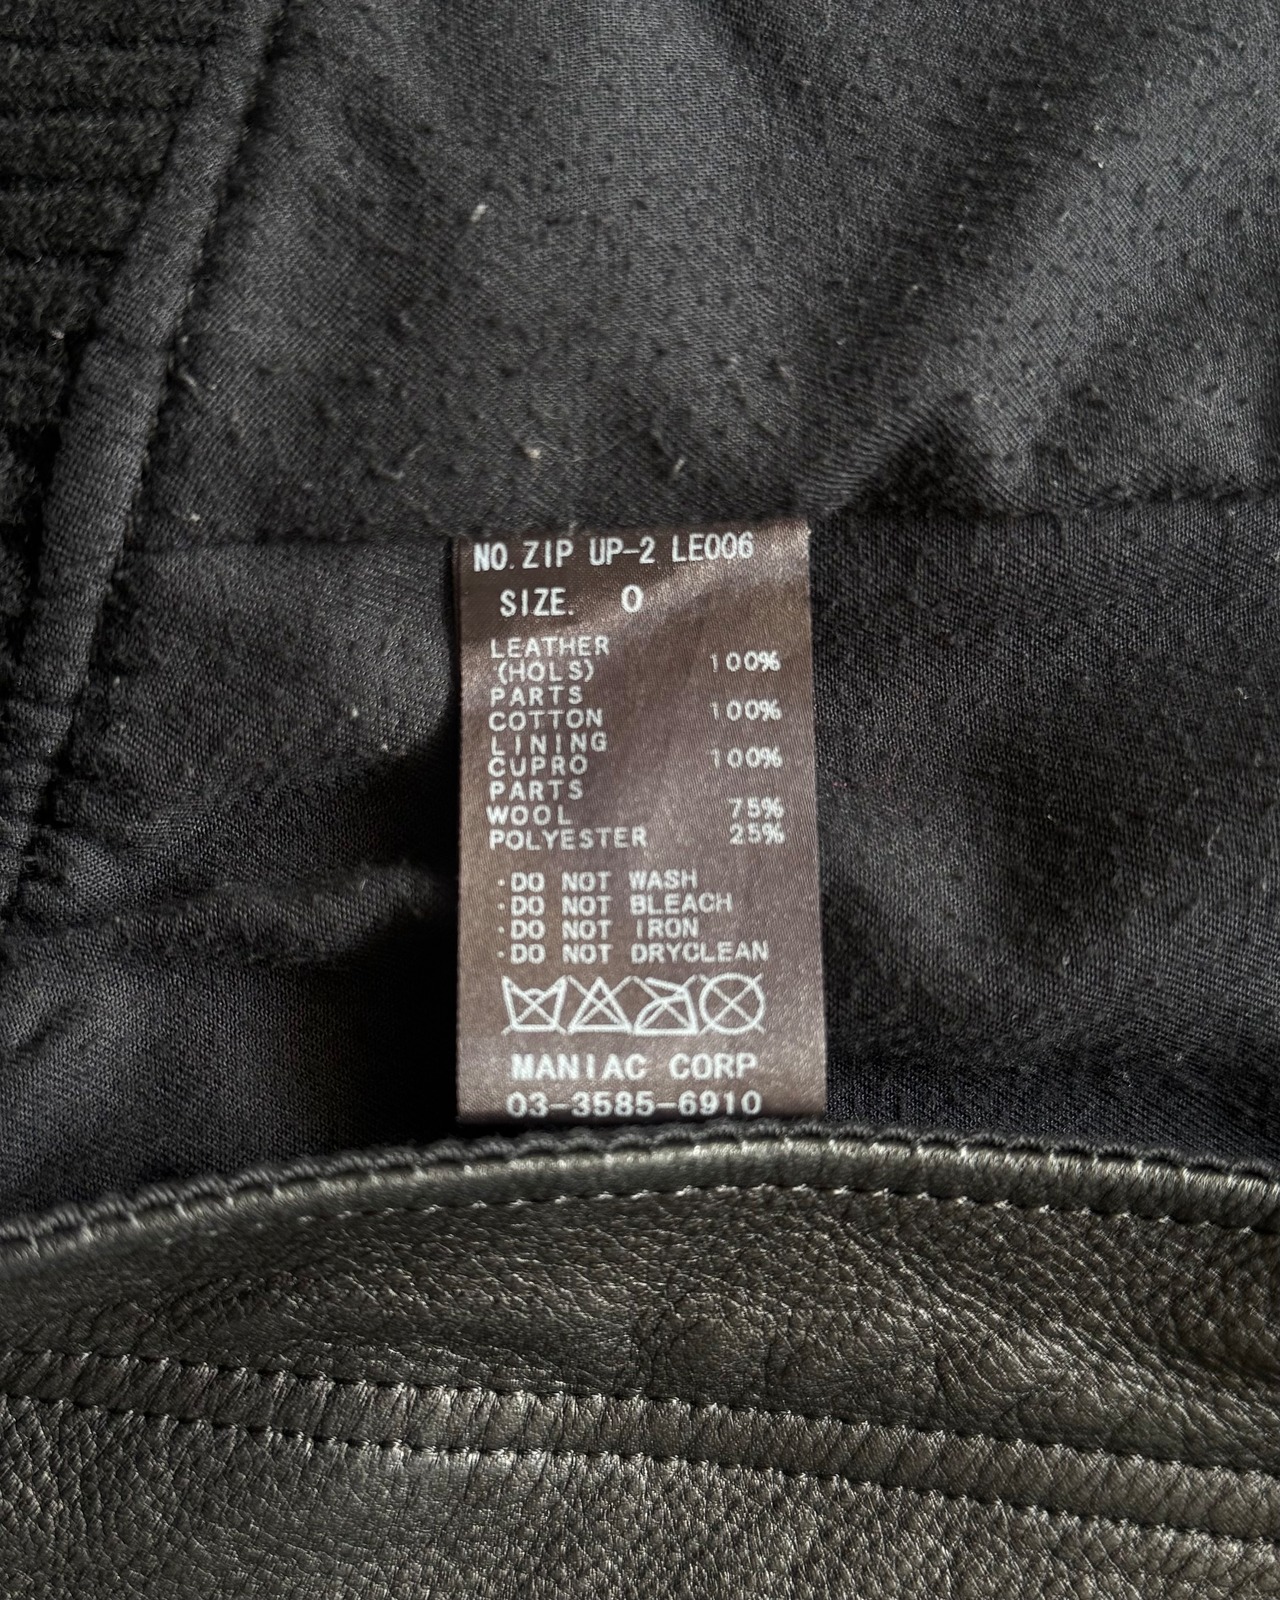 NO. ZIP UP-2 LE006
SIZE. 0
LEATHER
(HOLS) 100%
PARTS
COTTON 100%
LINING
CUPRO 100%
PARTS
WOOL 75%
POLYESTER 25%
・DO NOT WASH
・DO NOT BLEACH
・DO NOT IRON
・DO NOT DRYCLEAN
MANIAC CORP
03-3585-6910